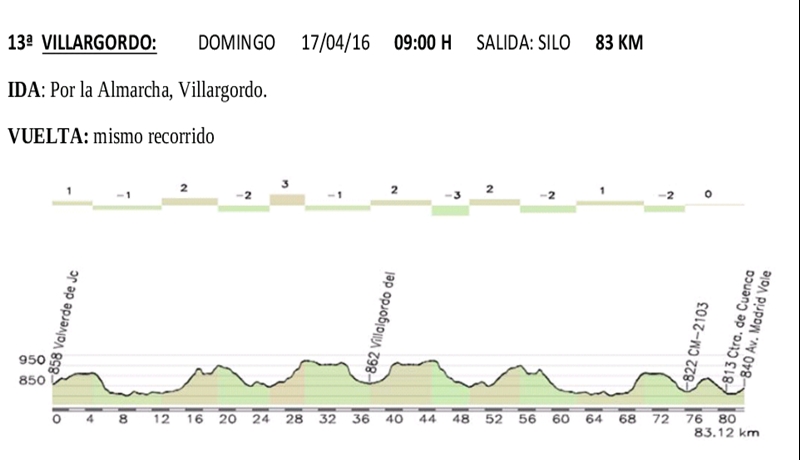 13ª VILLARGORDO: DOMINGO 17/04/16 09:00 H SALIDA: SILO 83 KM
IDA: Por la Almarcha, Villargordo.
VUELTA: mismo recorrido
1 -1 2 -2 3 -1 2 -3 2 -2 1 -2 0
858 Valverde de Jc
862 Villalgordo del
822 CM-2103
813 Ctra. de Cuenca
840 Av. Madrid Vale
950
850
0 4 8 12 16 20 24 28 32 36 40 44 48 52 56 60 64 68 72 76 80
83.12 km